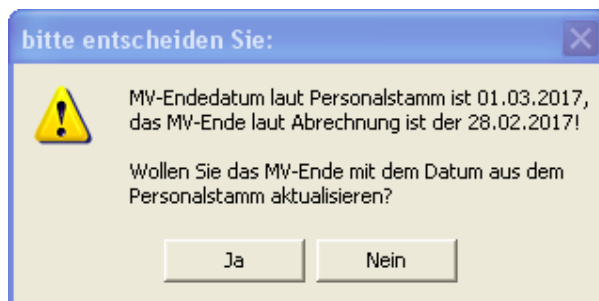 bitte entscheiden Sie:
MV-Endedatum laut Personalstamm ist 01.03.2017,
das MV-Ende laut Abrechnung ist der 28.02.2017!
Wollen Sie das MV-Ende mit dem Datum aus dem
Personalstamm aktualisieren?
Ja
Nein